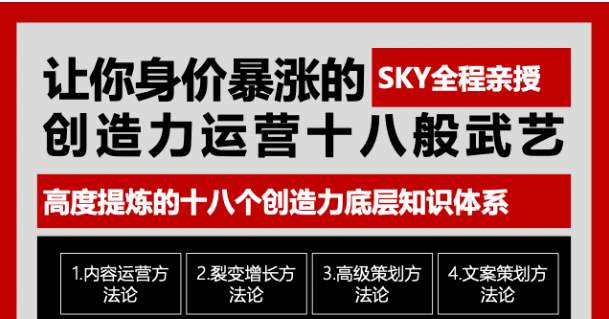 让你身价暴涨的 SKY全程亲授
创造力运营十八般武艺
高度提炼的十八个创造力底层知识体系
1.内容运营方
法论
2.裂变增长方
法论
3.高级策划方
法论
4.文案策划方
法论